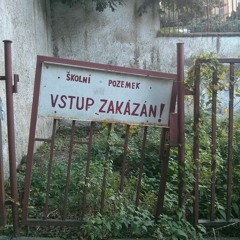 ŠKOLNÍ POZEMEK
VSTUP ZAKÁZÁN!